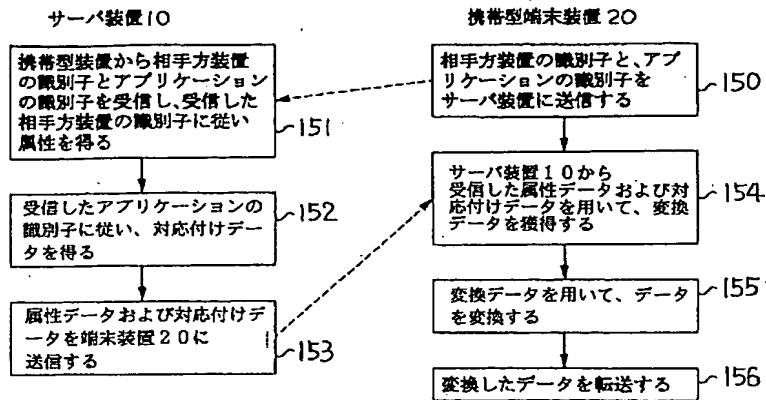 サーバ装置10
携帯型装置から相手方装置
の識別子とアプリケーション
の識別子を受信し、受信した
相手方装置の識別子に従い
属性を得る
151
受信したアプリケーションの
識別子に従い、対応付けデー
タを得る
152
属性データおよび対応付けデ
ータを端末装置20に
送信する
153
携帯型端末装置20
相手方装置の識別子と、アプ
リケーションの識別子を
サーバ装置に送信する
150
サーバ装置10から
受信した属性データおよび対
応付けデータを用いて、変換
データを獲得する
154
変換データを用いて、データ
を変換する
155
変換したデータを転送する
156